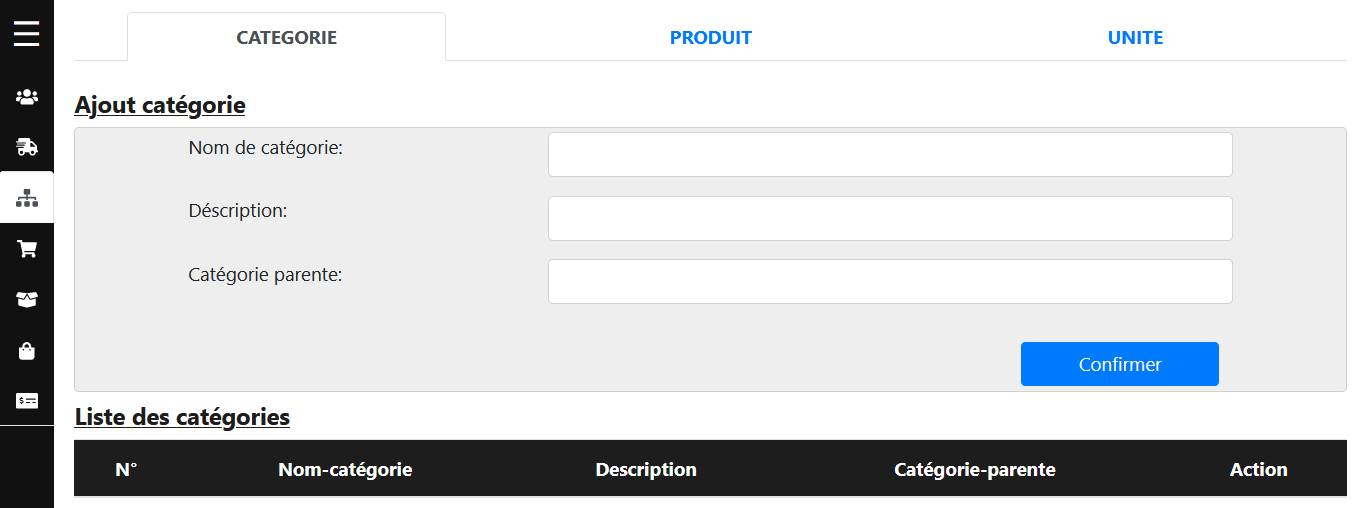 CATEGORIE PRODUIT UNITE
Ajout catégorie
Nom de catégorie:
Déscription:
Catégorie parente:
Confirmer
Liste des catégories
N° Nom-catégorie Description Catégorie-parente Action